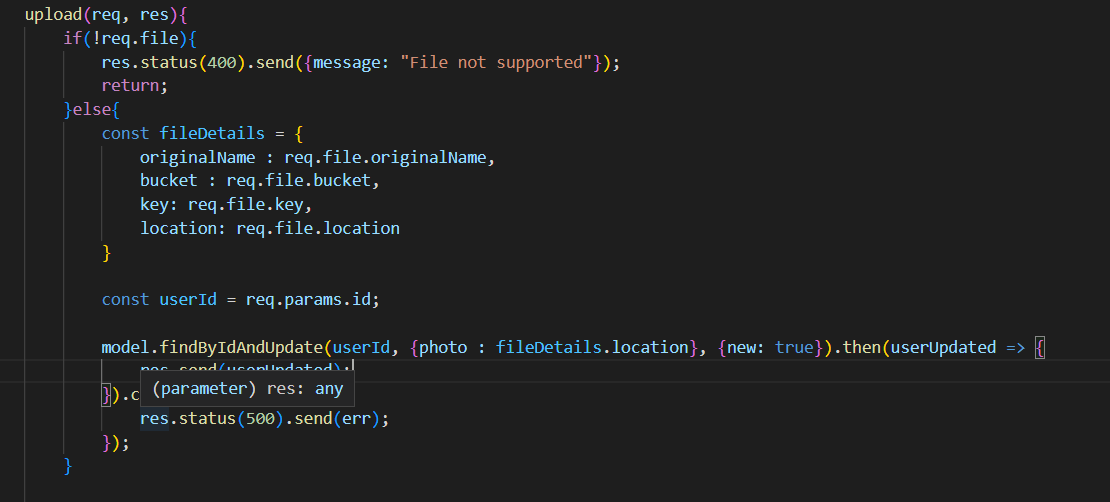 upload(req, res){
if(!req.file){
res.status(400).send({message: "File not supported"});
return;
}else{
const fileDetails = {
originalName : req.file.originalName,
bucket : req.file.bucket,
key: req.file.key,
location: req.file.location
}
const userId = req.params.id;
model.findByIdAndUpdate(userId, {photo : fileDetails.location}, {new: true}).then(userUpdated => {
res.send(userUpdated);
}).c
(parameter) res: any
res.status(500).send(err);
});
}